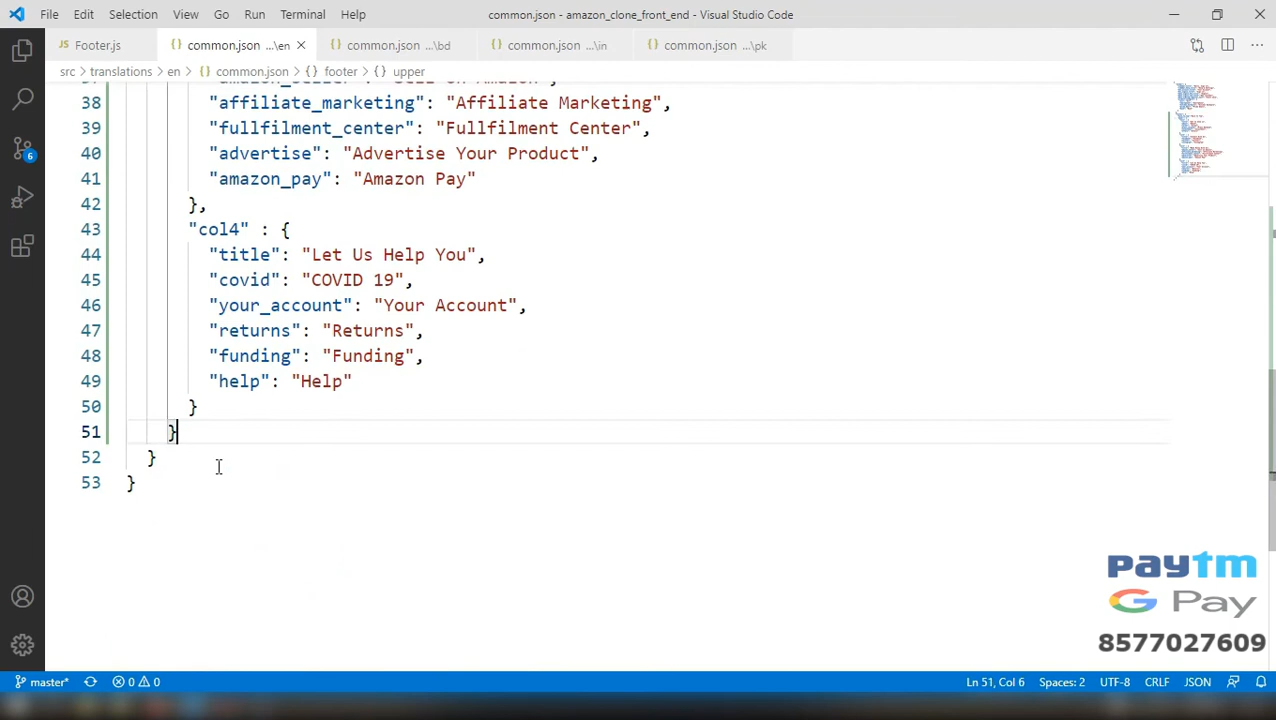 File Edit Selection View Go Run Terminal Help common.json - amazon_clone_front_end - Visual Studio Code
Footer.js {} common.json ...\en × {} common.json ...\bd {} common.json ...\in {} common.json ...\pk ···
src > translations > en > {} common.json > {} footer > {} upper
38 "affiliate_marketing": "Affiliate Marketing",
39 "fullfilment_center": "Fullfilment Center",
40 "advertise": "Advertise Your Product",
41 "amazon_pay": "Amazon Pay"
42 },
43 "col4" : {
44 "title": "Let Us Help You",
45 "covid": "COVID 19",
46 "your_account": "Your Account",
47 "returns": "Returns",
48 "funding": "Funding",
49 "help": "Help"
50 }
51 }
52 }
53 }
6
paytm
G Pay
8577027609
master* 0 0 Ln 51, Col 6 Spaces: 2 UTF-8 CRLF JSON